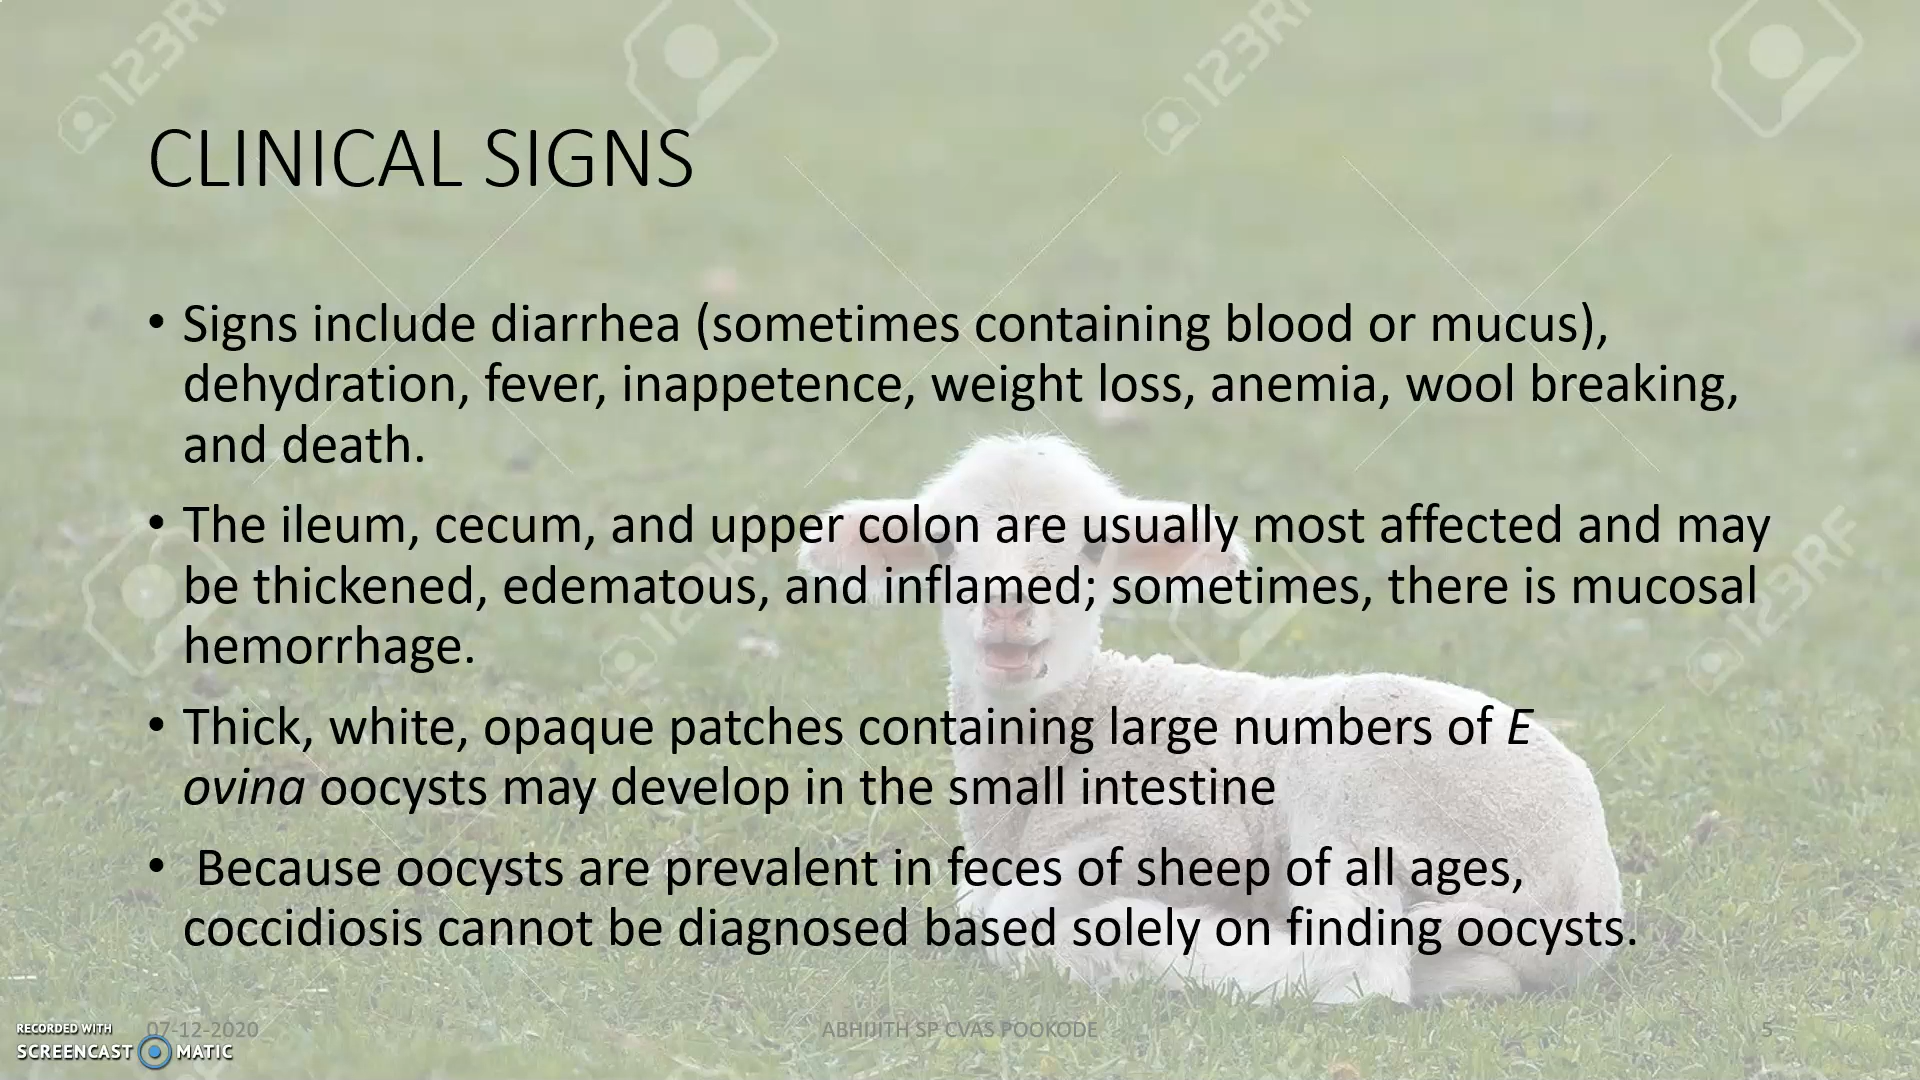 CLINICAL SIGNS
• Signs include diarrhea (sometimes containing blood or mucus),
dehydration, fever, inappetence, weight loss, anemia, wool breaking,
and death.
• The ileum, cecum, and upper colon are usually most affected and may
be thickened, edematous, and inflamed; sometimes, there is mucosal
hemorrhage.
• Thick, white, opaque patches containing large numbers of E
ovina oocysts may develop in the small intestine
• Because oocysts are prevalent in feces of sheep of all ages,
coccidiosis cannot be diagnosed based solely on finding oocysts.
07-12-2020
ABHIJITH SP CVAS POOKODE
5
RECORDED WITH
SCREENCAST MATIC
123RF
123RF
123RF
123RF